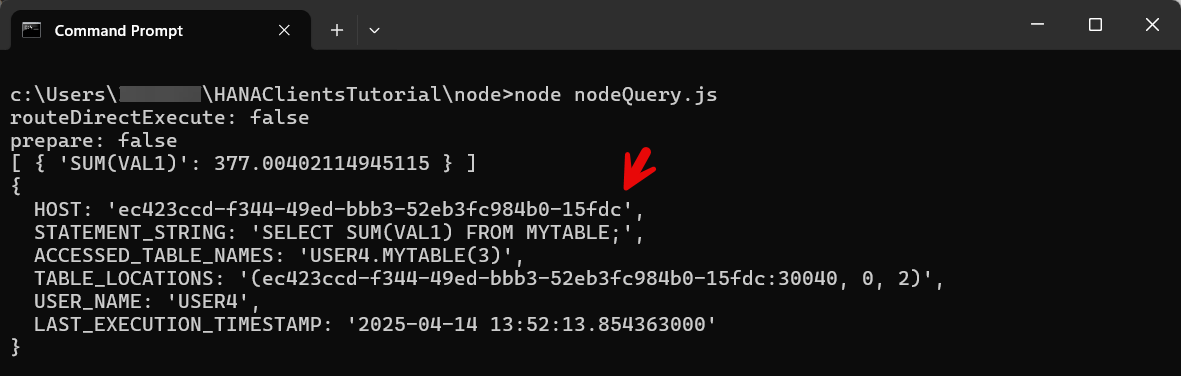 Command Prompt
c:\Users\        \HANAClientsTutorial\node>node nodeQuery.js
routeDirectExecute: false
prepare: false
[ { 'SUM(VAL1)': 377.00402114945115 } ]
{
  HOST: 'ec423ccd-f344-49ed-bbb3-52eb3fc984b0-15fdc',
  STATEMENT_STRING: 'SELECT SUM(VAL1) FROM MYTABLE;',
  ACCESSED_TABLE_NAMES: 'USER4.MYTABLE(3)',
  TABLE_LOCATIONS: '(ec423ccd-f344-49ed-bbb3-52eb3fc984b0-15fdc:30040, 0, 2)',
  USER_NAME: 'USER4',
  LAST_EXECUTION_TIMESTAMP: '2025-04-14 13:52:13.854363000'
}